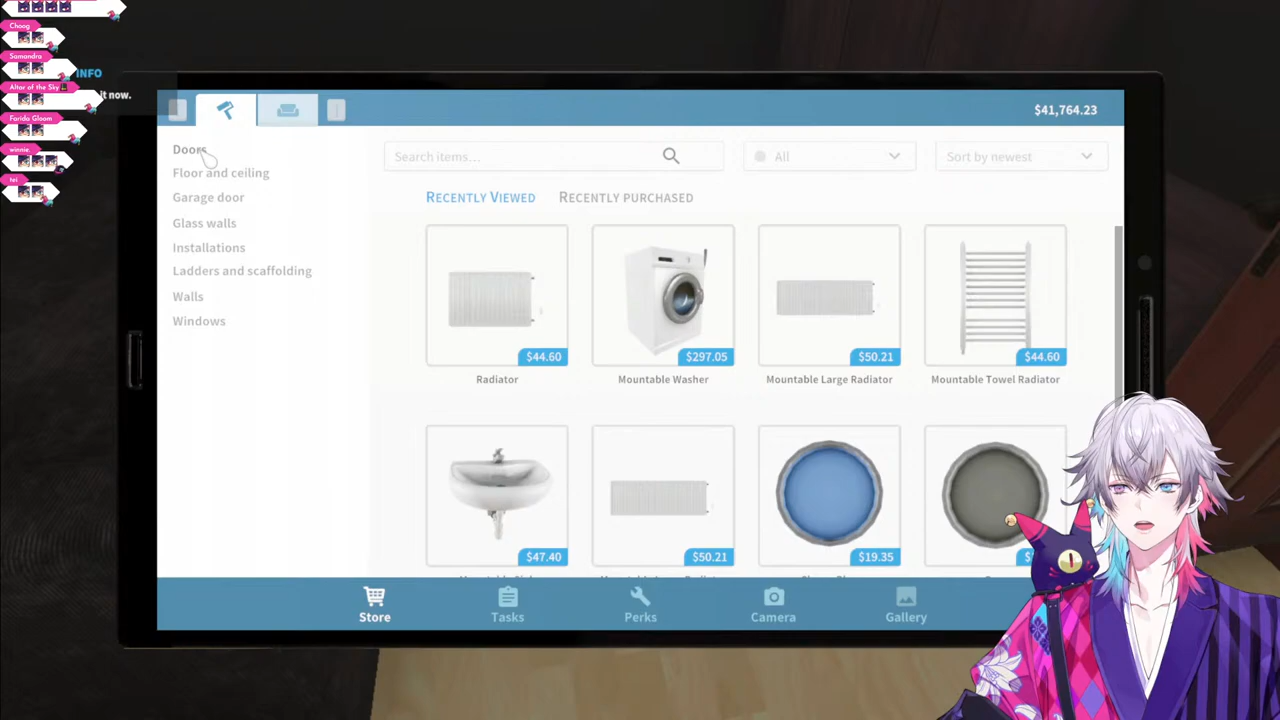 Choog
Samandra
INFO
Altar of the Sky
it now.
Farida Gloom
winnie.
tei
$41,764.23
Doors
Floor and ceiling
Garage door
Glass walls
Installations
Ladders and scaffolding
Walls
Windows
Search items...
All
Sort by newest
RECENTLY VIEWED
RECENTLY PURCHASED
$44.60
$297.05
$50.21
$44.60
Radiator
Mountable Washer
Mountable Large Radiator
Mountable Towel Radiator
$47.40
$50.21
$19.35
Store
Tasks
Perks
Camera
Gallery